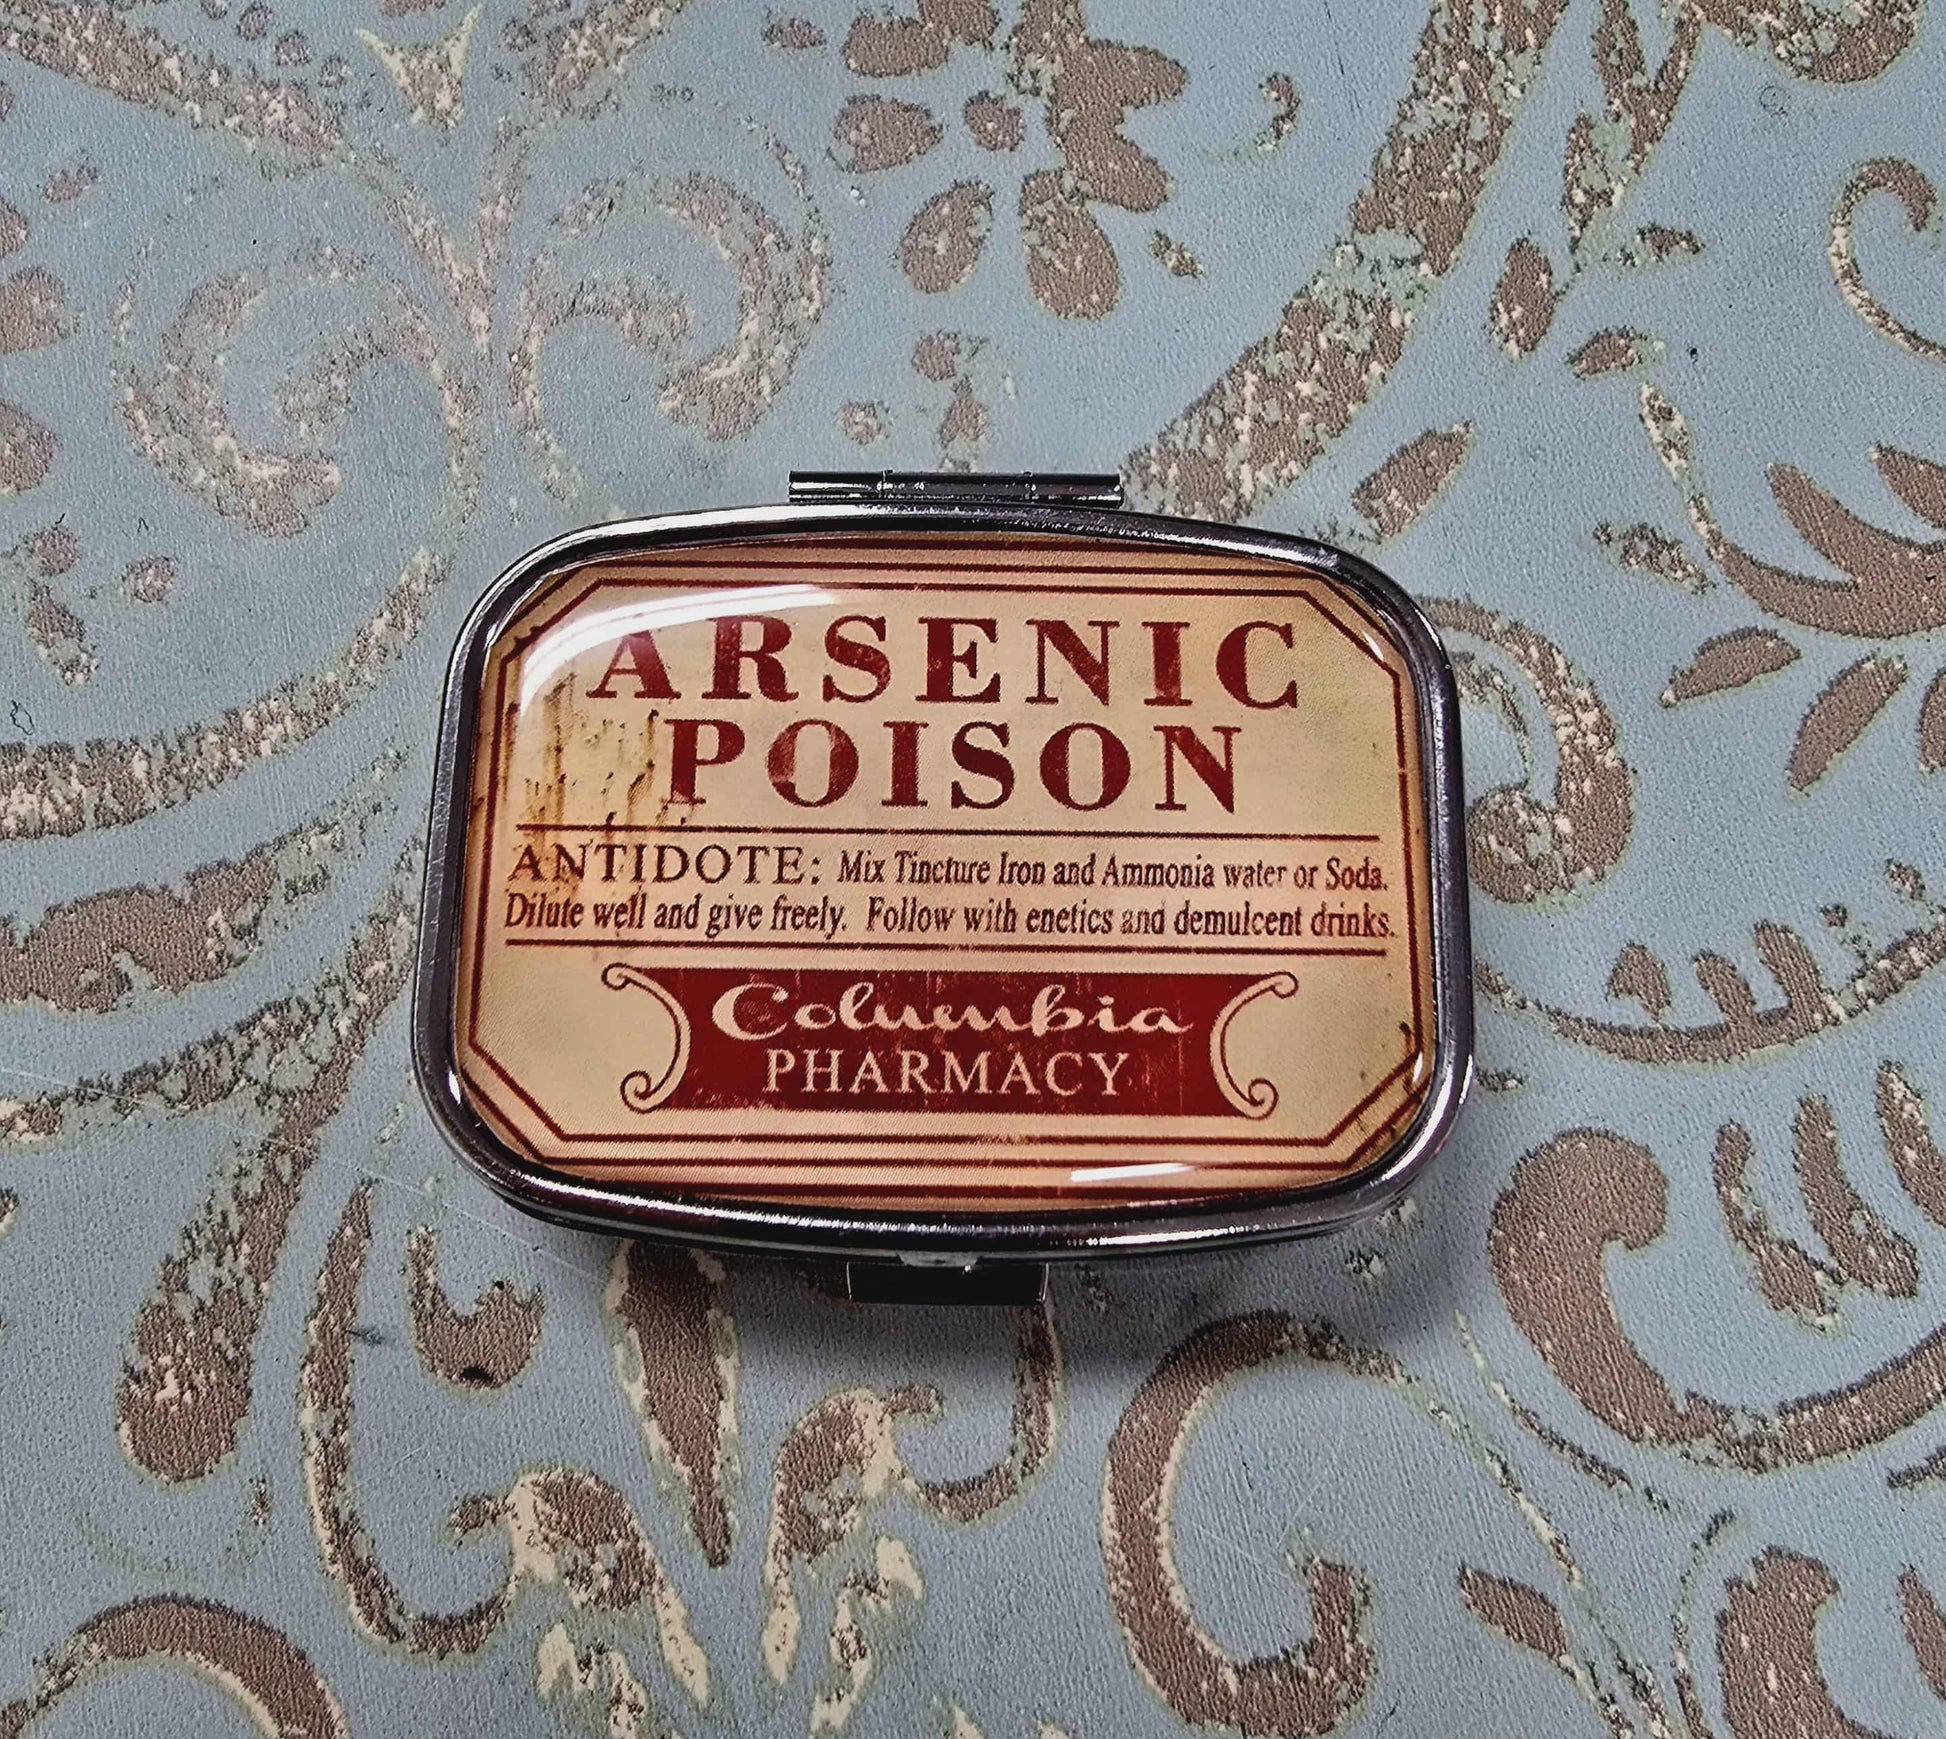 ARSENIC
POISON
ANTIDOTE: Mix Tincture Iron and Ammonia water or Soda.
Dilute well and give freely. Follow with enetics and demulcent drinks.
Columbia
PHARMACY